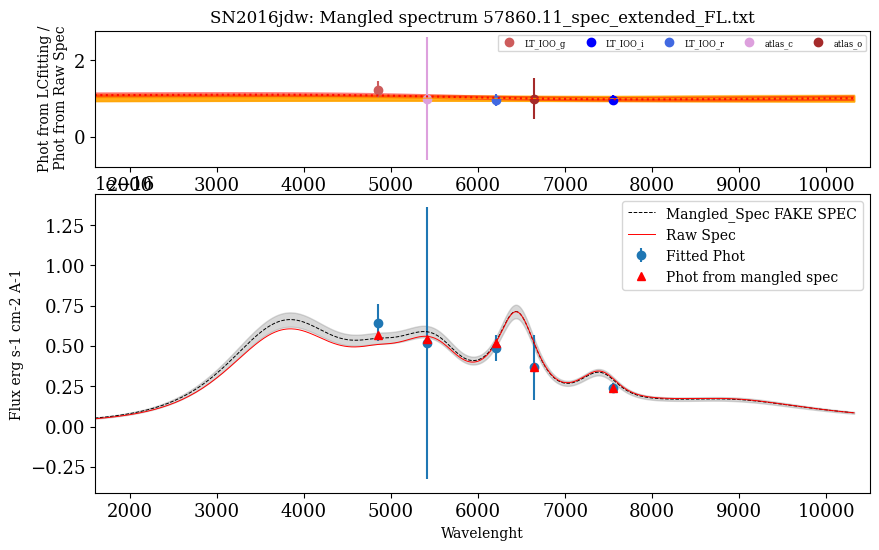 SN2016jdw: Mangled spectrum 57860.11_spec_extended_FL.txt
Phot from LCfitting /
Phot from Raw Spec
2
0
LT_IOO_g LT_IOO_i LT_IOO_r atlas_c atlas_o
2000 3000 4000 5000 6000 7000 8000 9000 10000
1e−16
Flux erg s-1 cm-2 A-1
1.25
1.00
0.75
0.50
0.25
0.00
−0.25
Mangled_Spec FAKE SPEC
Raw Spec
Fitted Phot
Phot from mangled spec
2000 3000 4000 5000 6000 7000 8000 9000 10000
Wavelenght